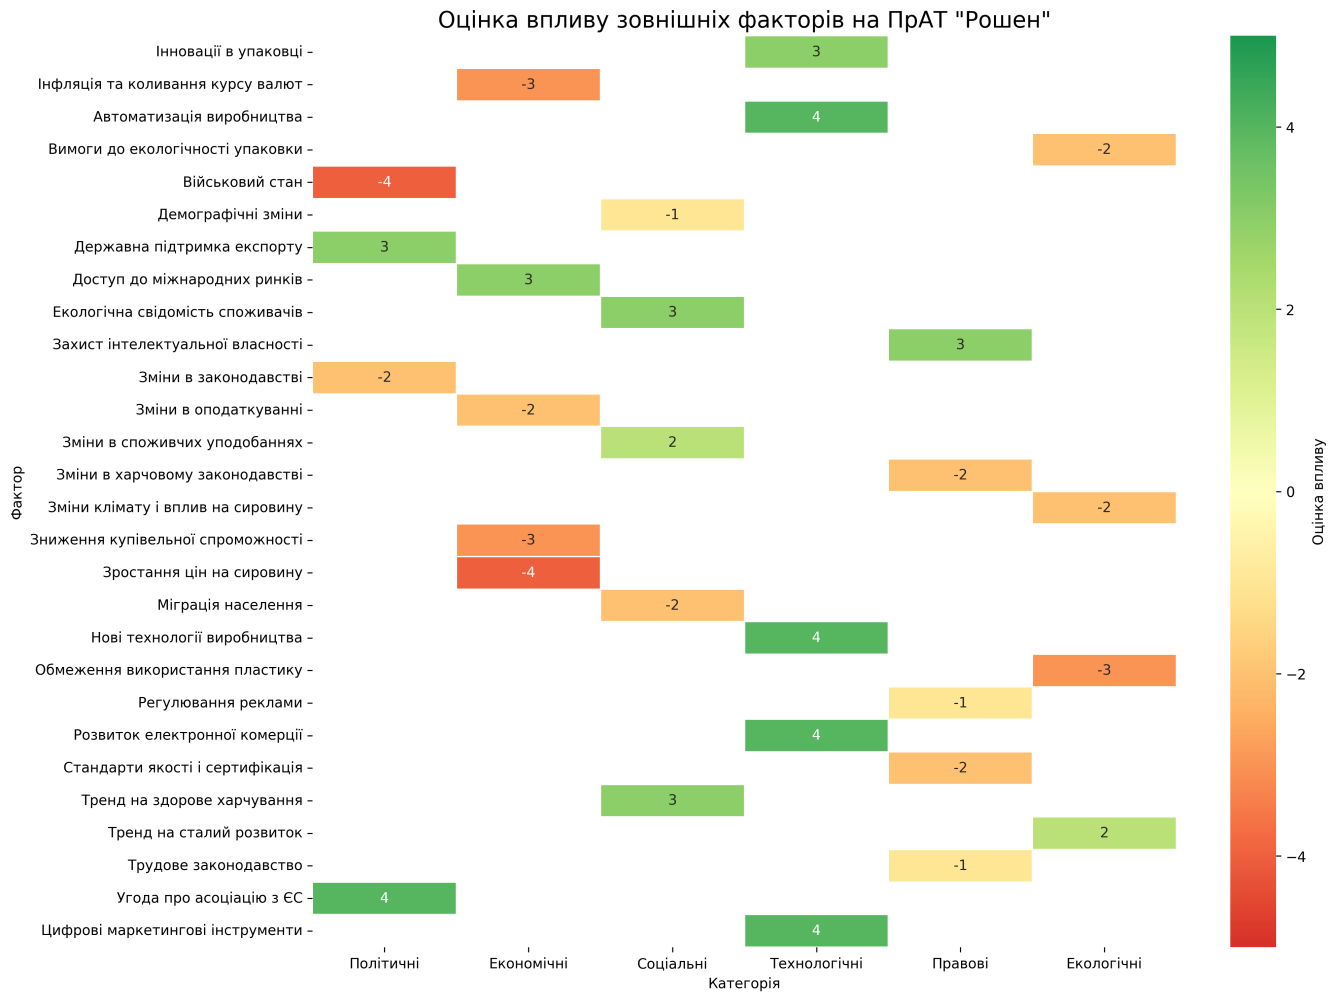 Оцінка впливу зовнішніх факторів на ПрАТ "Рошен"
Інновації в упаковці 3
Інфляція та коливання курсу валют -3
Автоматизація виробництва 4
Вимоги до екологічності упаковки -2
Військовий стан -4
Демографічні зміни -1
Державна підтримка експорту 3
Доступ до міжнародних ринків 3
Екологічна свідомість споживачів 3
Захист інтелектуальної власності 3
Зміни в законодавстві -2
Зміни в оподаткуванні -2
Зміни в споживчих уподобаннях 2
Зміни в харчовому законодавстві -2
Зміни клімату і вплив на сировину -2
Зниження купівельної спроможності -3
Зростання цін на сировину -4
Міграція населення -2
Нові технології виробництва 4
Обмеження використання пластику -3
Регулювання реклами -1
Розвиток електронної комерції 4
Стандарти якості і сертифікація -2
Тренд на здорове харчування 3
Тренд на сталий розвиток 2
Трудове законодавство -1
Угода про асоціацію з ЄС 4
Цифрові маркетингові інструменти 4
Фактор
Політичні Економічні Соціальні Технологічні Правові Екологічні
Категорія
4
2
0
−2
−4
Оцінка впливу